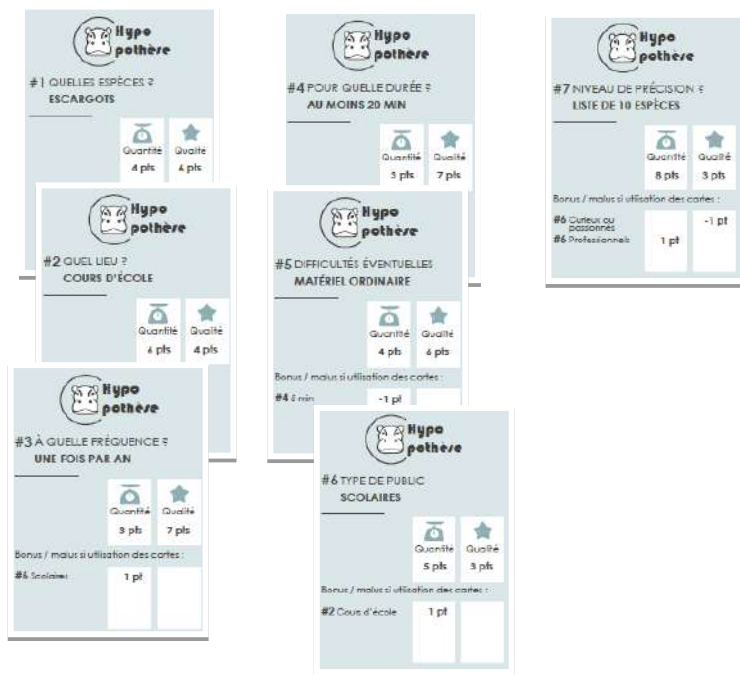 Hypo
pothèse
#1 QUELLES ESPÈCES ?
ESCARGOTS
Quantité Qualité
4 pts 6 pts
Hypo
pothèse
#2 QUEL LIEU ?
COURS D'ÉCOLE
Quantité Qualité
6 pts 4 pts
Hypo
pothèse
#3 À QUELLE FRÉQUENCE ?
UNE FOIS PAR AN
Quantité Qualité
3 pts 7 pts
Bonus / malus si utilisation des cartes :
#6 Scolaires 1 pt
Hypo
pothèse
#4 POUR QUELLE DURÉE ?
AU MOINS 20 MIN
Quantité Qualité
3 pts 7 pts
Hypo
pothèse
#5 DIFFICULTÉS ÉVENTUELLES
MATÉRIEL ORDINAIRE
Quantité Qualité
4 pts 6 pts
Bonus / malus si utilisation des cartes :
#4 5 min -1 pt
Hypo
pothèse
#6 TYPE DE PUBLIC
SCOLAIRES
Quantité Qualité
5 pts 3 pts
Bonus / malus si utilisation des cartes :
#2 Cours d'école 1 pt
Hypo
pothèse
#7 NIVEAU DE PRÉCISION ?
LISTE DE 10 ESPÈCES
Quantité Qualité
8 pts 3 pts
Bonus / malus si utilisation des cartes :
#6 Curieux ou -1 pt
passionnés
#6 Professionnels 1 pt